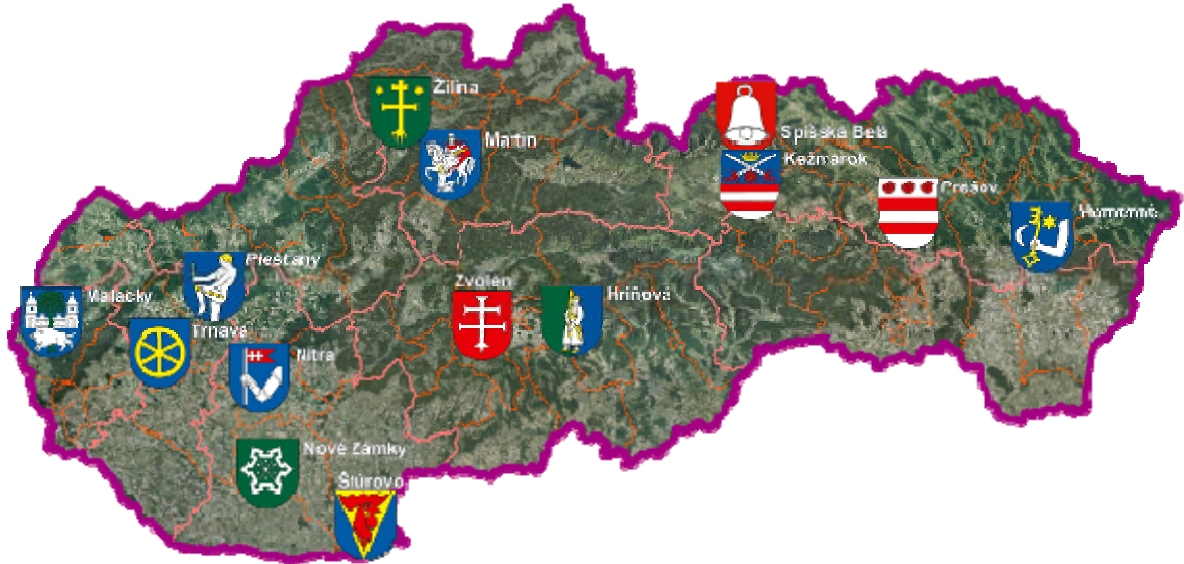 Žilina
Martin
Spišská Belá
Kežmarok
Prešov
Humenné
Piešťany
Malacky
Trnava
Zvolen
Hriňová
Nitra
Nové Zámky
Štúrovo